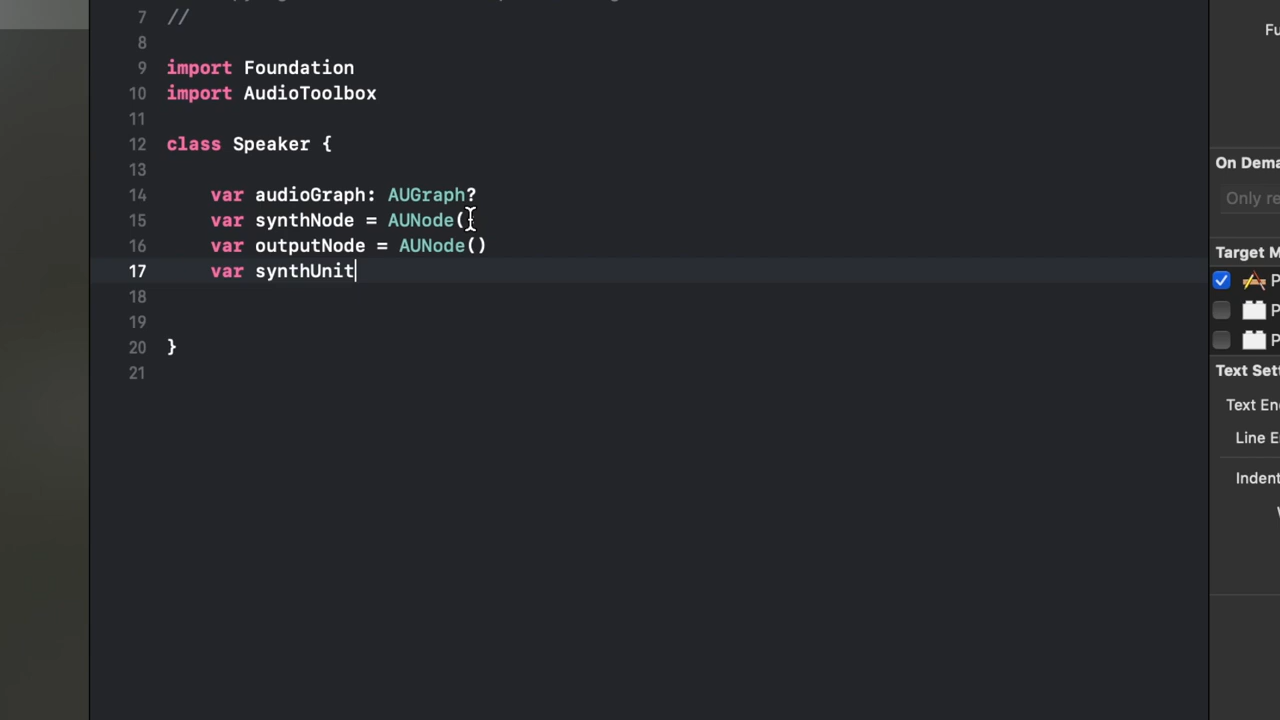 7 //
8
9 import Foundation
10 import AudioToolbox
11
12 class Speaker {
13
14 var audioGraph: AUGraph?
15 var synthNode = AUNode()
16 var outputNode = AUNode()
17 var synthUnit
18
19
20 }
21
Fu
On Dema
Only re
Target M
P
P
P
Text Sett
Text En
Line E
Indent